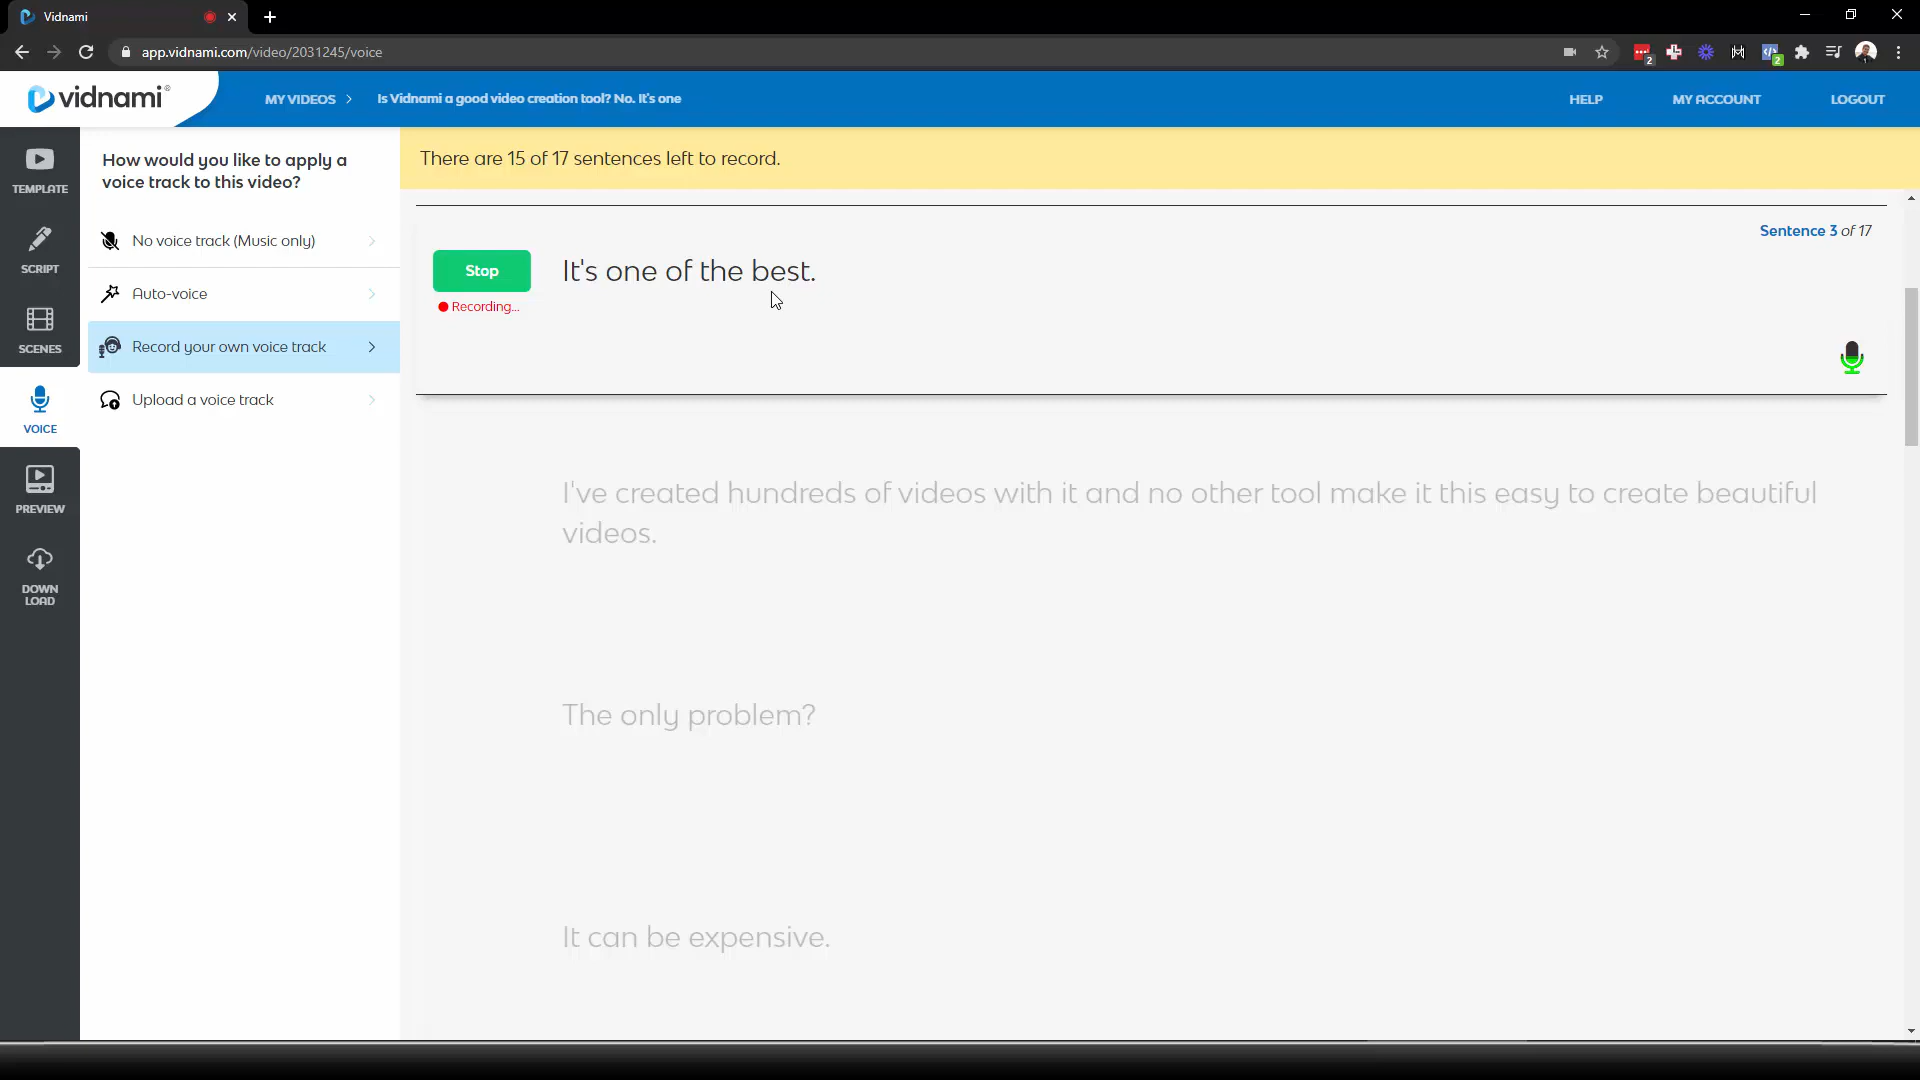 Vidnami
app.vidnami.com/video/2031245/voice
2
2
vidnami®
MY VIDEOS
Is Vidnami a good video creation tool? No. It's one
HELP
MY ACCOUNT
LOGOUT
TEMPLATE
SCRIPT
SCENES
VOICE
PREVIEW
DOWN
LOAD
How would you like to apply a
voice track to this video?
No voice track (Music only)
Auto-voice
Record your own voice track
Upload a voice track
There are 15 of 17 sentences left to record.
Sentence 3 of 17
Stop
It's one of the best.
Recording...
I've created hundreds of videos with it and no other tool make it this easy to create beautiful
videos.
The only problem?
It can be expensive.